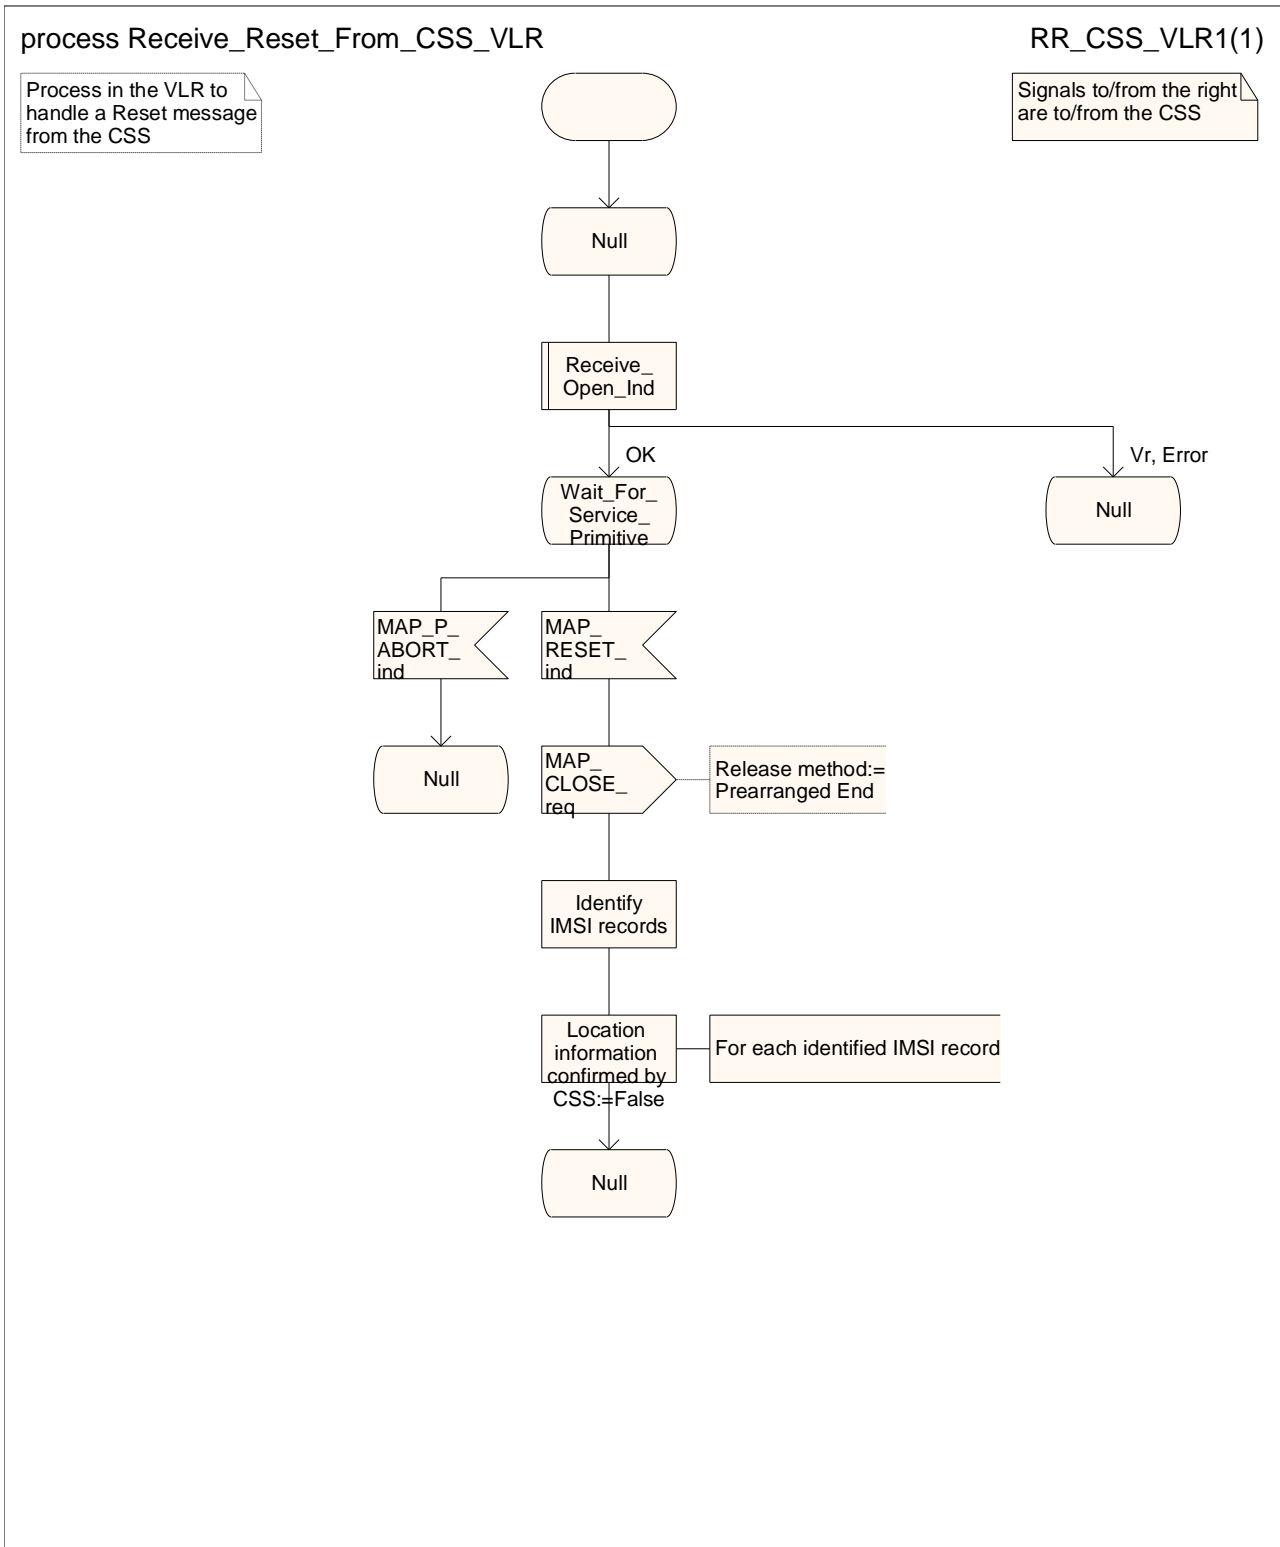 process Receive_Reset_From_CSS_VLR
RR_CSS_VLR1(1)
Process in the VLR to
handle a Reset message
from the CSS
Signals to/from the right
are to/from the CSS
Null
Receive_
Open_Ind
OK
Vr, Error
Wait_For_
Service_
Primitive
Null
MAP_P_
ABORT_
ind
MAP_
RESET_
ind
Null
MAP_
CLOSE_
req
Release method:=
Prearranged End
Identify
IMSI records
Location
information
confirmed by
CSS:=False
For each identified IMSI record
Null